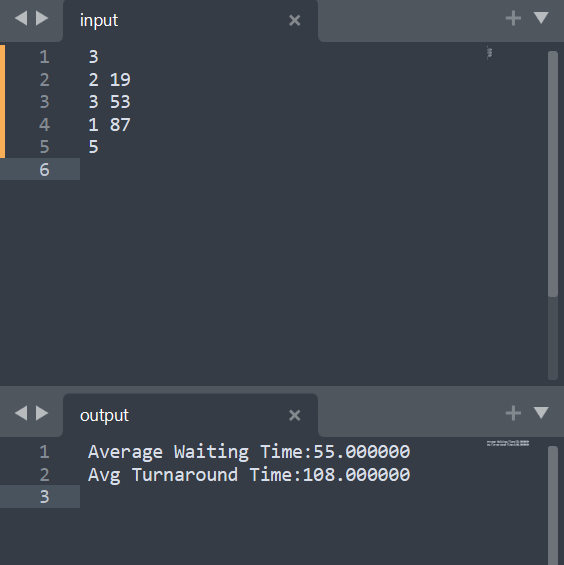 input
1 3
2 2 19
3 3 53
4 1 87
5 5
6
output
1 Average Waiting Time:55.000000
2 Avg Turnaround Time:108.000000
3